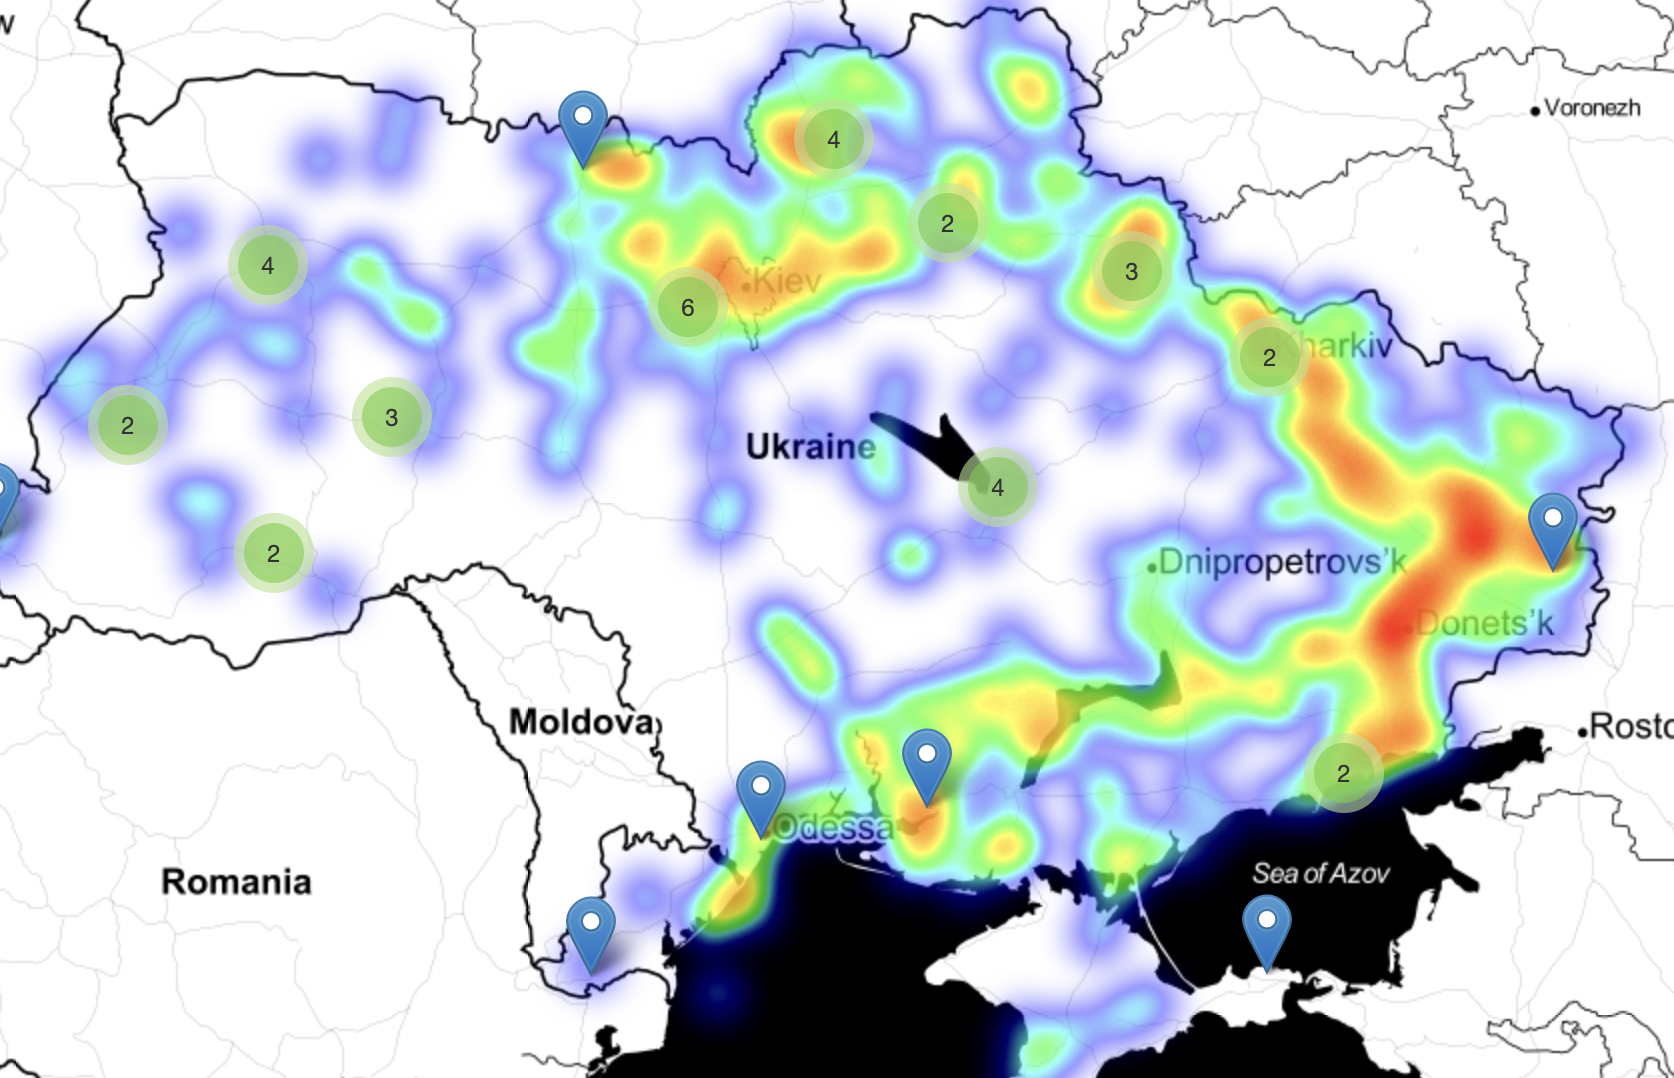 w
Voronezh
4
2
4
3
Kiev
6
Kharkiv
2
2
3
Ukraine
4
2
Dnipropetrovs'k
Donets'k
Moldova
Rosto
2
Odessa
Romania
Sea of Azov